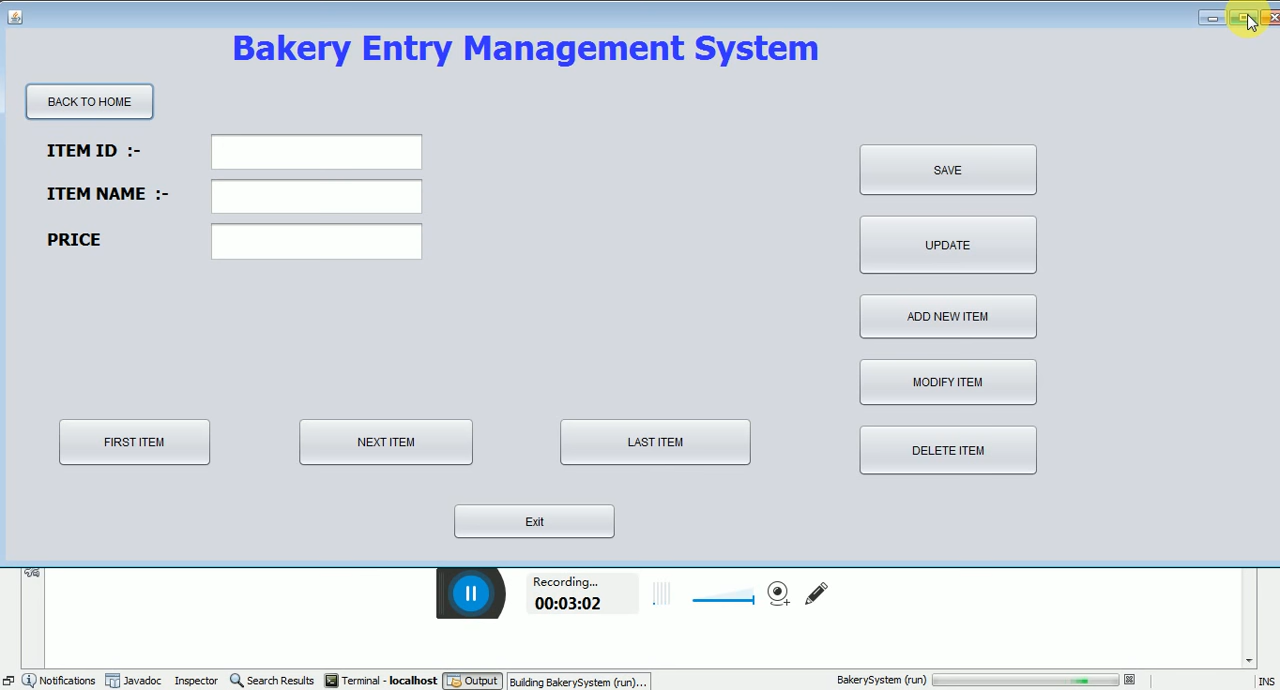 Bakery Entry Management System
BACK TO HOME
ITEM ID :-
ITEM NAME :-
PRICE
SAVE
UPDATE
ADD NEW ITEM
MODIFY ITEM
DELETE ITEM
FIRST ITEM
NEXT ITEM
LAST ITEM
Exit
Recording...
00:03:02
Notifications
Javadoc
Inspector
Search Results
Terminal - localhost
Output
Building BakerySystem (run)...
BakerySystem (run)
INS